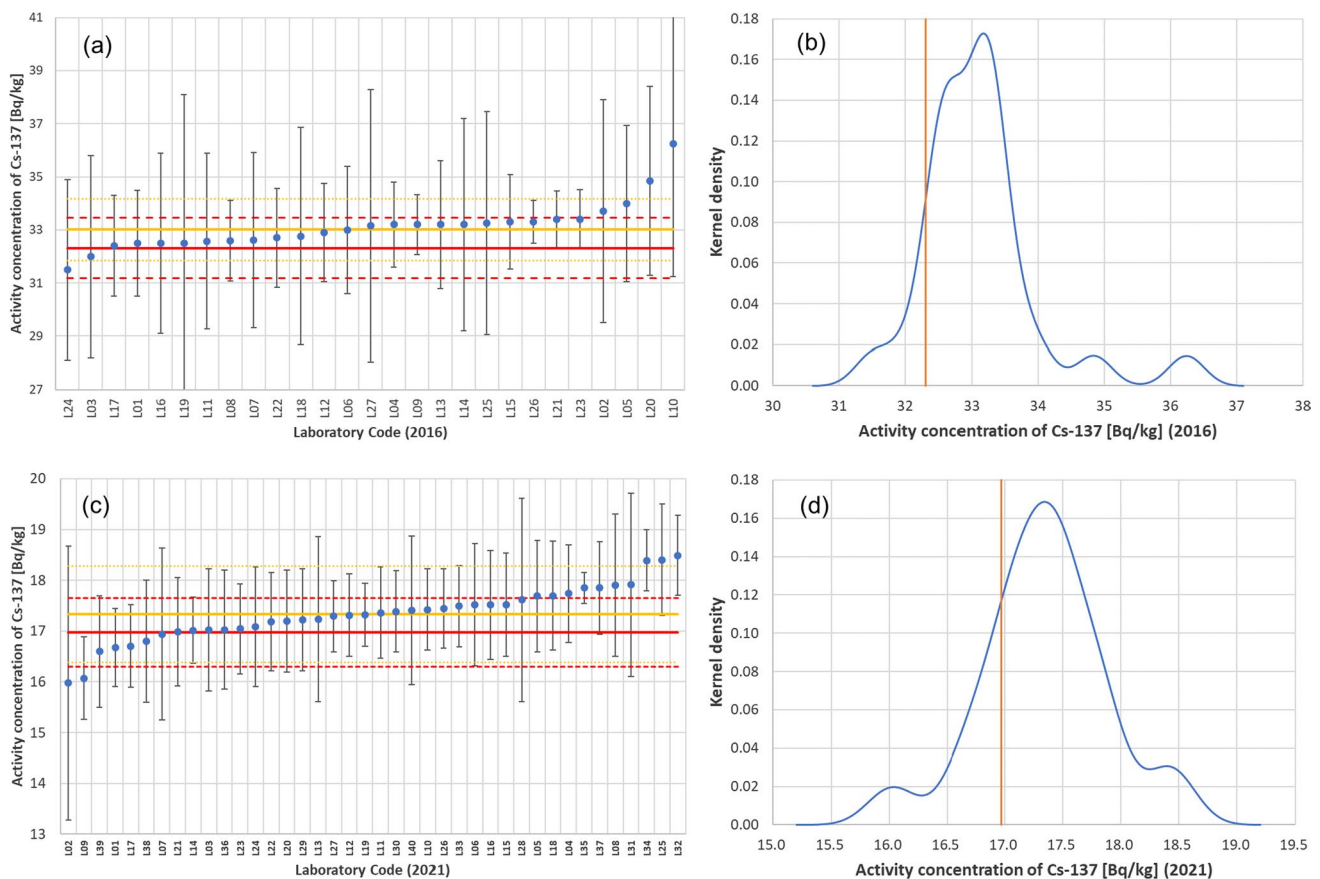 (a)
Activity concentration of Cs-137 [Bq/kg]
41
39
37
35
33
31
29
27
L24 L03 L17 L01 L16 L19 L11 L08 L07 L22 L18 L12 L06 L27 L04 L09 L13 L14 L25 L15 L26 L21 L23 L02 L05 L20 L10
Laboratory Code (2016)
(b)
Kernel density
0.18
0.16
0.14
0.12
0.10
0.08
0.06
0.04
0.02
0.00
30 31 32 33 34 35 36 37 38
Activity concentration of Cs-137 [Bq/kg] (2016)
(c)
Activity concentration of Cs-137 [Bq/kg]
20
19
18
17
16
15
14
13
L02 L09 L39 L01 L17 L38 L07 L21 L14 L03 L36 L23 L24 L22 L20 L29 L13 L27 L12 L19 L11 L30 L40 L10 L26 L33 L06 L16 L15 L28 L05 L18 L04 L35 L37 L08 L31 L34 L25 L32
Laboratory Code (2021)
(d)
Kernel density
0.18
0.16
0.14
0.12
0.10
0.08
0.06
0.04
0.02
0.00
15.0 15.5 16.0 16.5 17.0 17.5 18.0 18.5 19.0 19.5
Activity concentration of Cs-137 [Bq/kg] (2021)